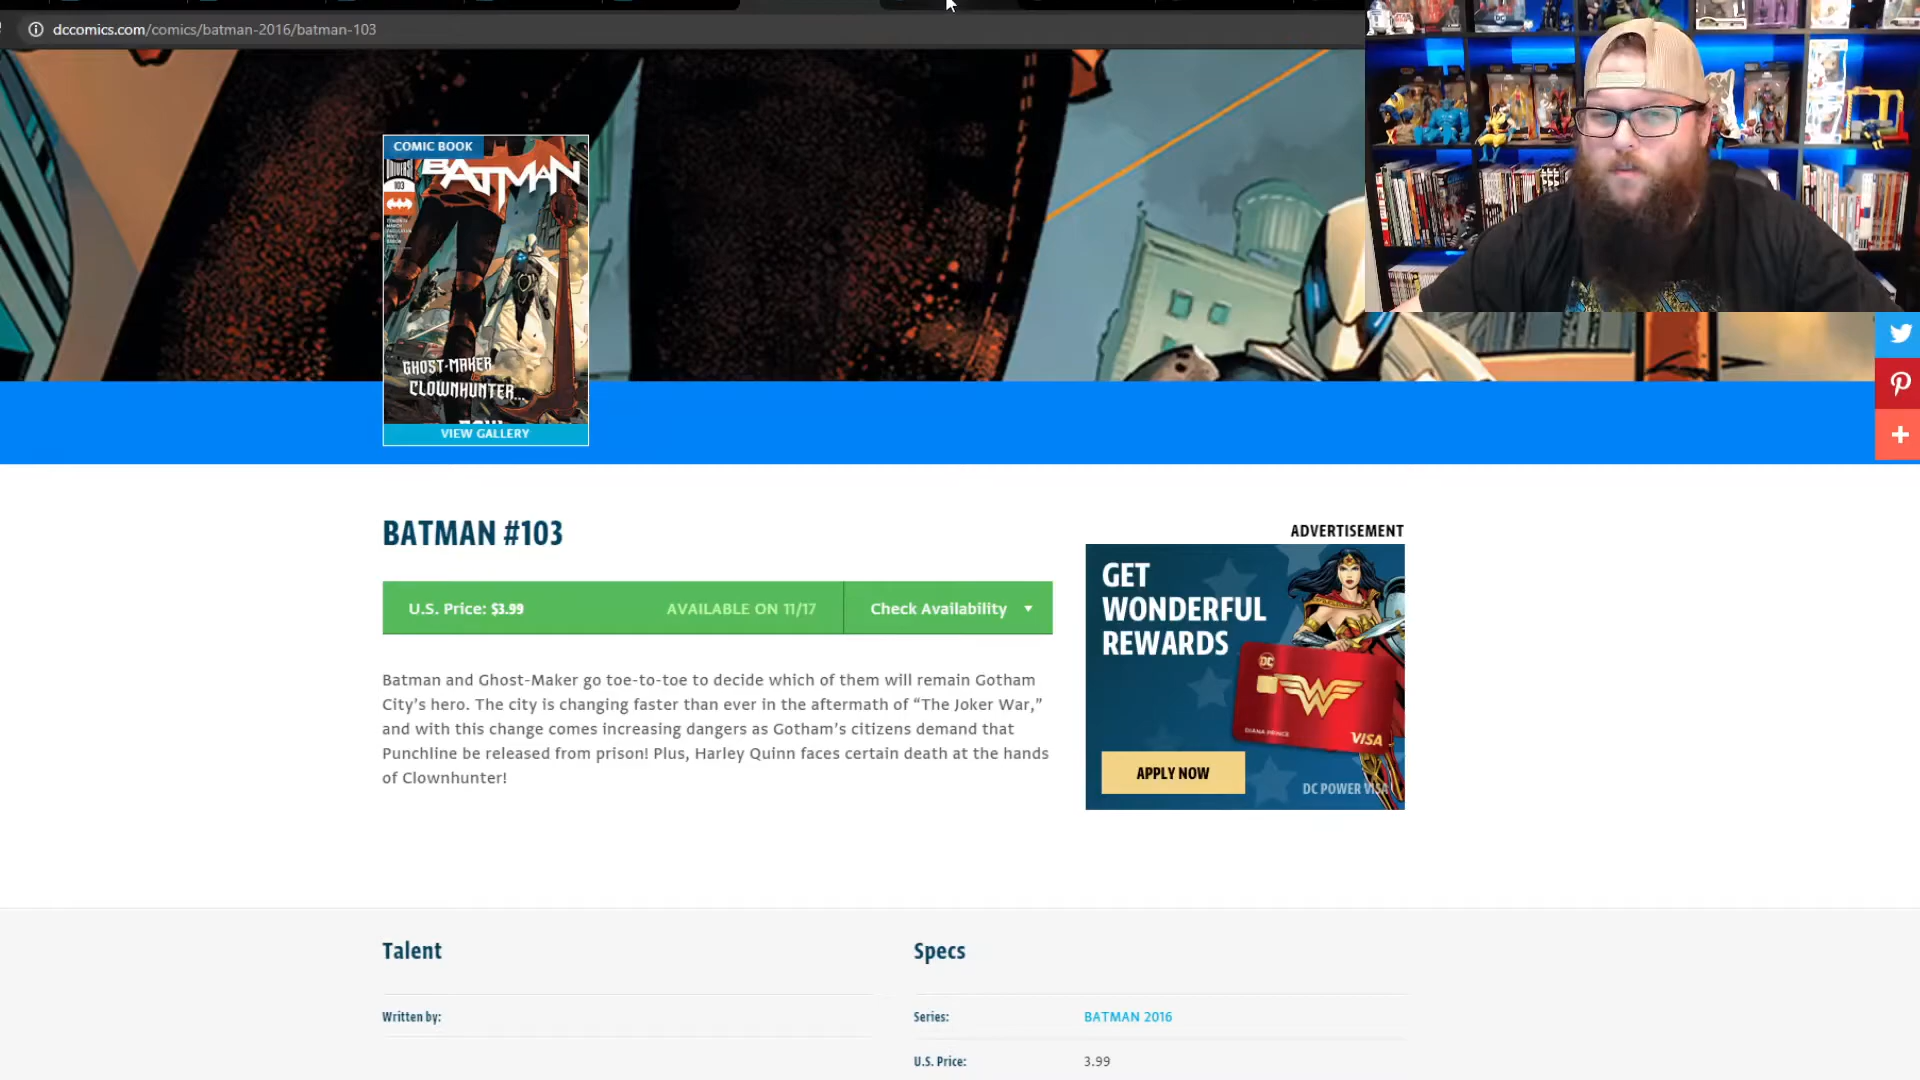 dccomics.com/comics/batman-2016/batman-103
COMIC BOOK
BATMAN
103
GHOST-MAKER
CLOWNHUNTER...
VIEW GALLERY
BATMAN #103
U.S. Price: $3.99
AVAILABLE ON 11/17
Check Availability
Batman and Ghost-Maker go toe-to-toe to decide which of them will remain Gotham
City’s hero. The city is changing faster than ever in the aftermath of “The Joker War,”
and with this change comes increasing dangers as Gotham’s citizens demand that
Punchline be released from prison! Plus, Harley Quinn faces certain death at the hands
of Clownhunter!
ADVERTISEMENT
GET
WONDERFUL
REWARDS
DC
DIANA PRINCE
VISA
APPLY NOW
DC POWER VISA
Talent
Written by:
Specs
Series:
BATMAN 2016
U.S. Price:
3.99